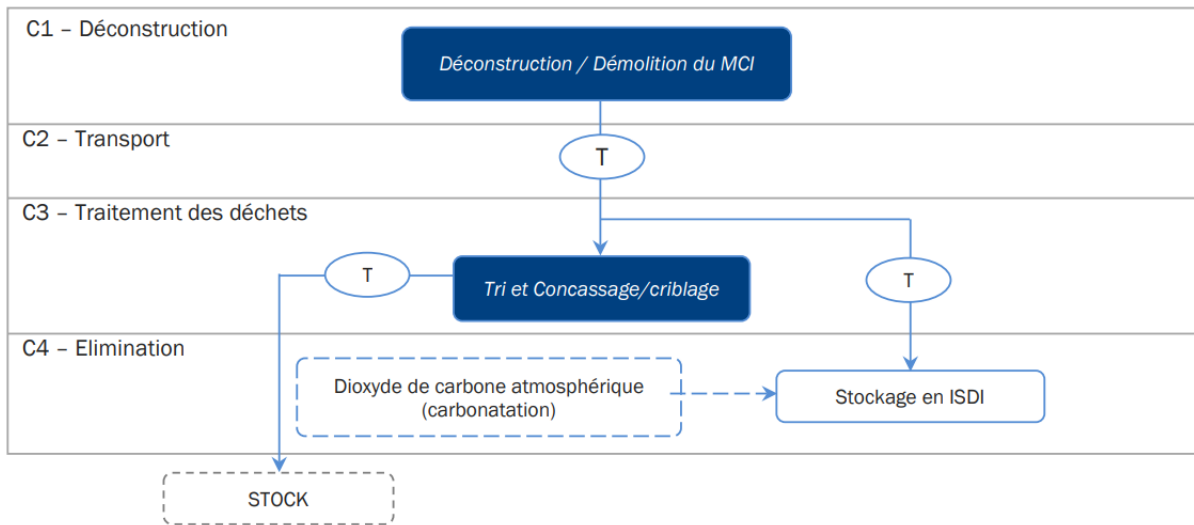 C1 – Déconstruction
Déconstruction / Démolition du MCI
C2 – Transport
T
C3 – Traitement des déchets
T
Tri et Concassage/criblage
T
C4 – Elimination
Dioxyde de carbone atmosphérique
(carbonatation)
Stockage en ISDI
STOCK